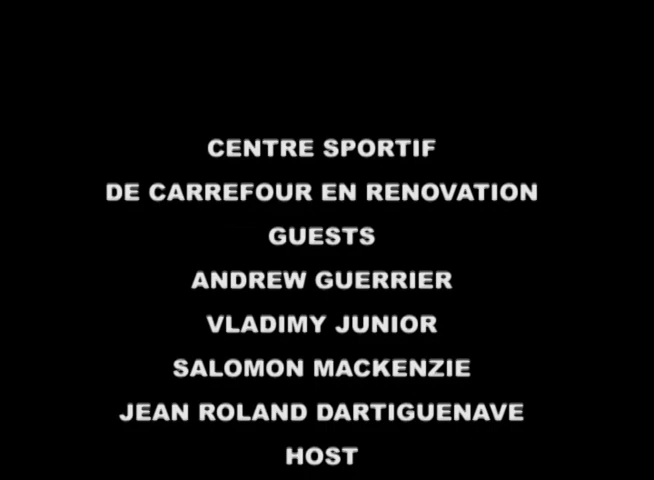 CENTRE SPORTIF
DE CARREFOUR EN RENOVATION
GUESTS
ANDREW GUERRIER
VLADIMY JUNIOR
SALOMON MACKENZIE
JEAN ROLAND DARTIGUENAVE
HOST